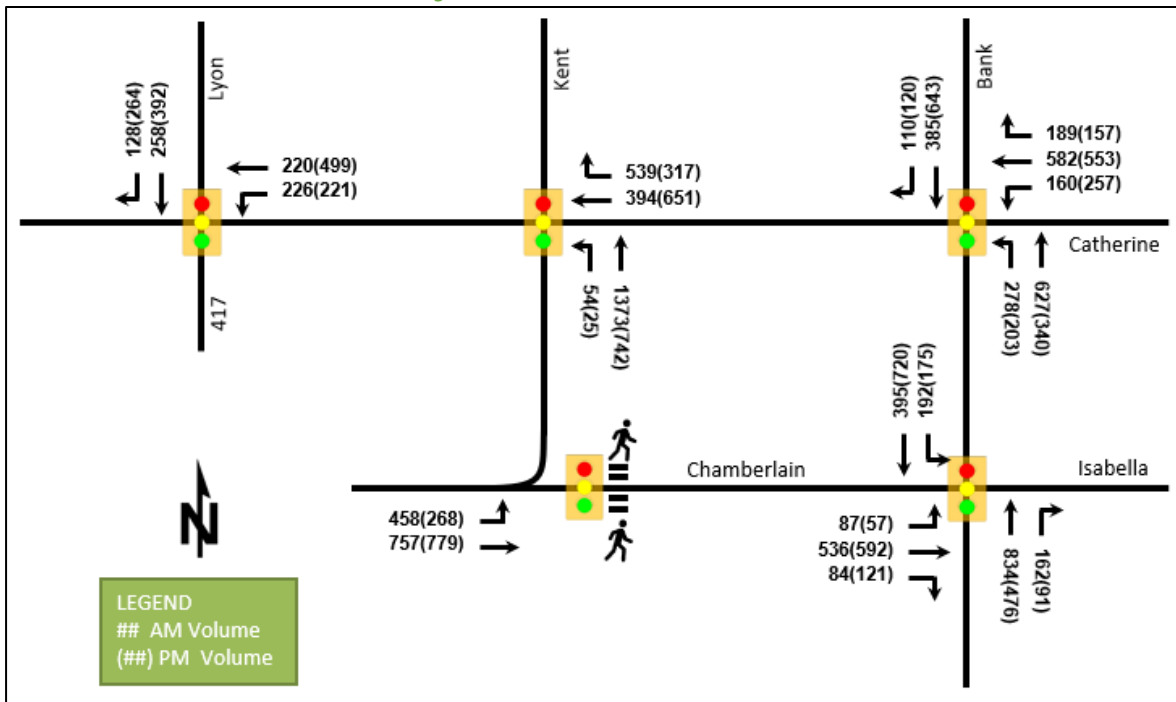 Lyon
128(264)
258(392)
220(499)
226(221)
417
Kent
539(317)
394(651)
54(25)
1373(742)
Bank
110(120)
385(643)
189(157)
582(553)
160(257)
Catherine
278(203)
627(340)
395(720)
192(175)
Chamberlain
Isabella
458(268)
757(779)
87(57)
536(592)
84(121)
834(476)
162(91)
N
LEGEND
## AM Volume
(##) PM Volume